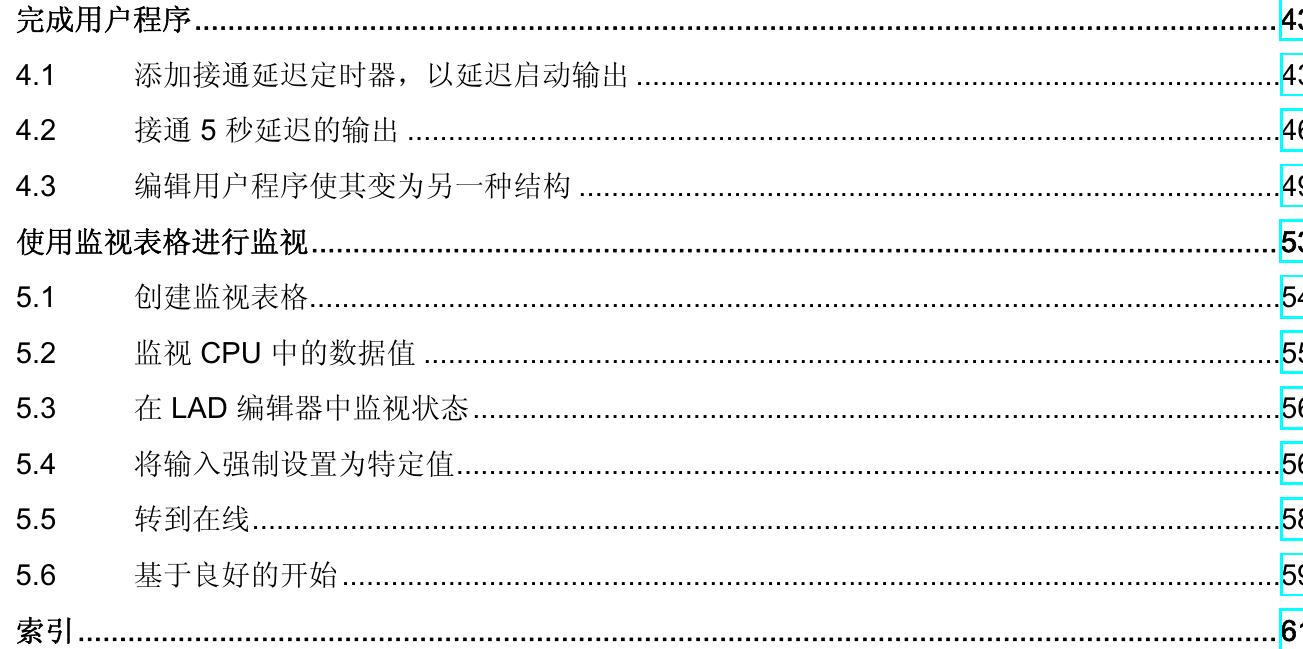 完成用户程序........................................43
4.1 添加接通延迟定时器，以延迟启动输出........................................43
4.2 接通 5 秒延迟的输出........................................46
4.3 编辑用户程序使其变为另一种结构........................................49
使用监视表格进行监视........................................53
5.1 创建监视表格........................................54
5.2 监视 CPU 中的数据值........................................55
5.3 在 LAD 编辑器中监视状态........................................56
5.4 将输入强制设置为特定值........................................56
5.5 转到在线........................................58
5.6 基于良好的开始........................................59
索引........................................61